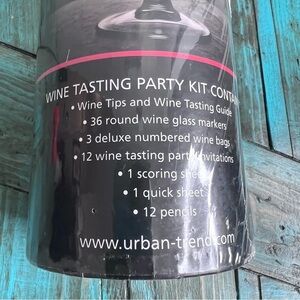 WINE TASTING PARTY KIT CONTA
• Wine Tips and Wine Tasting Guide
• 36 round wine glass markers
• 3 deluxe numbered wine bags
• 12 wine tasting party invitations
• 1 scoring sheet
• 1 quick sheet
• 12 pencils
www.urban-trend.com